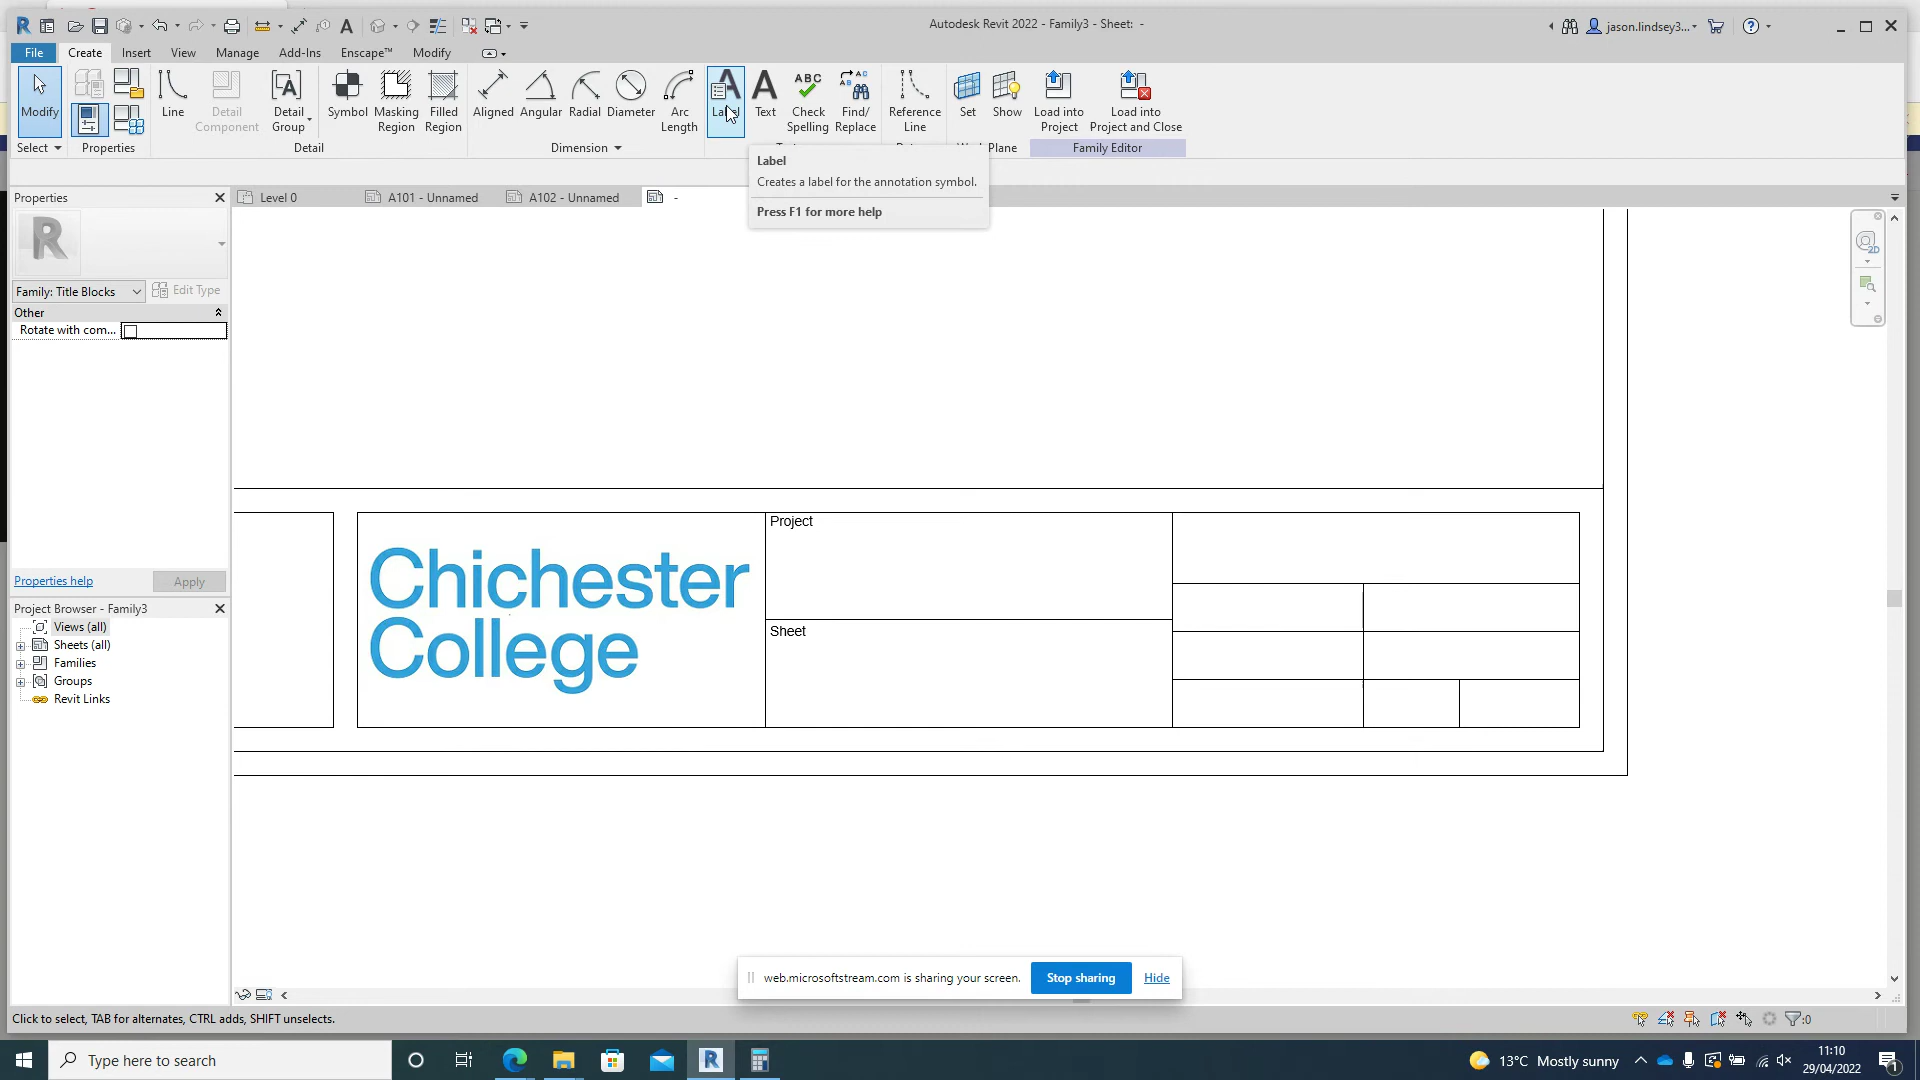 Autodesk Revit 2022 - Family3 - Sheet: -
jason.lindsey3...
File Create Insert View Manage Add-Ins Enscape™ Modify
Modify
Line
Detail Component
Detail Group
Symbol
Masking Region
Filled Region
Aligned
Angular
Radial
Diameter
Arc Length
Label
Text
ABC
Check Spelling
Find/ Replace
Reference Line
Set
Show
Load into Project
Load into Project and Close
Select
Properties
Detail
Dimension
Plane
Family Editor
Label
Creates a label for the annotation symbol.
Press F1 for more help
Properties
Level 0
A101 - Unnamed
A102 - Unnamed
-
Family: Title Blocks
Edit Type
Other
Rotate with com...
Properties help
Apply
Project Browser - Family3
Views (all)
Sheets (all)
Families
Groups
Revit Links
Chichester
College
Project
Sheet
2D
web.microsoftstream.com is sharing your screen.
Stop sharing
Hide
Click to select, TAB for alternates, CTRL adds, SHIFT unselects.
:0
Type here to search
13°C Mostly sunny
11:10
29/04/2022
1